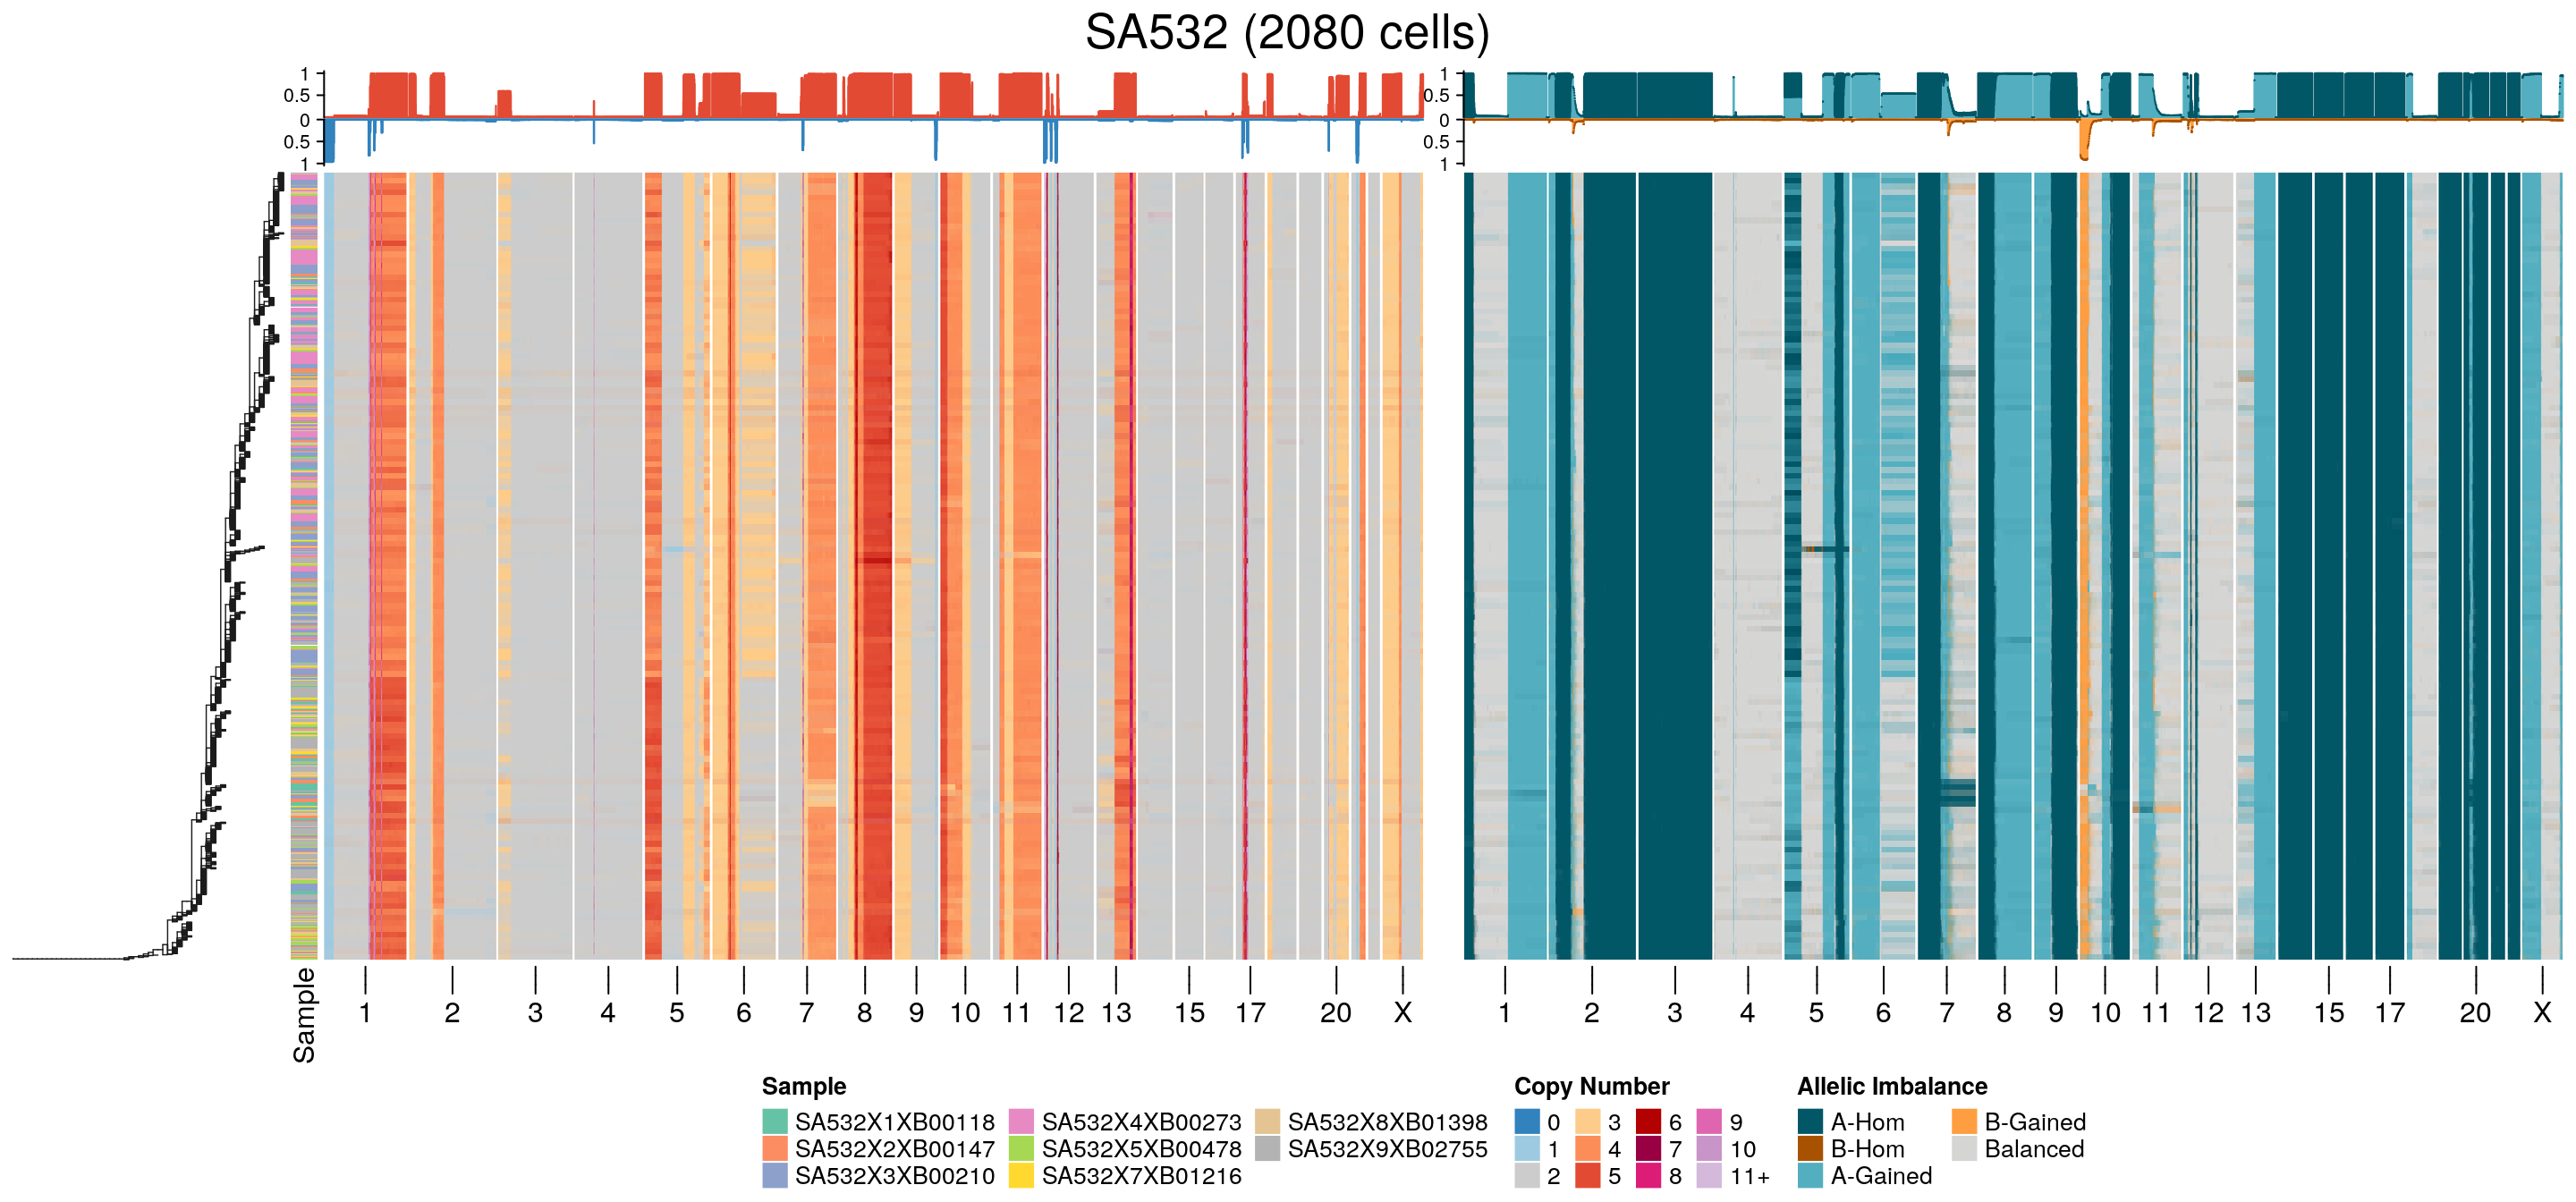 SA532 (2080 cells)
1
0.5
0
0.5
1
1
0.5
0
0.5
1
Sample
1 2 3 4 5 6 7 8 9 10 11 12 13 15 17 20 X
1 2 3 4 5 6 7 8 9 10 11 12 13 15 17 20 X
Sample
SA532X1XB00118 SA532X4XB00273 SA532X8XB01398
SA532X2XB00147 SA532X5XB00478 SA532X9XB02755
SA532X3XB00210 SA532X7XB01216
Copy Number
0 3 6 9
1 4 7 10
2 5 8 11+
Allelic Imbalance
A-Hom B-Gained
B-Hom Balanced
A-Gained